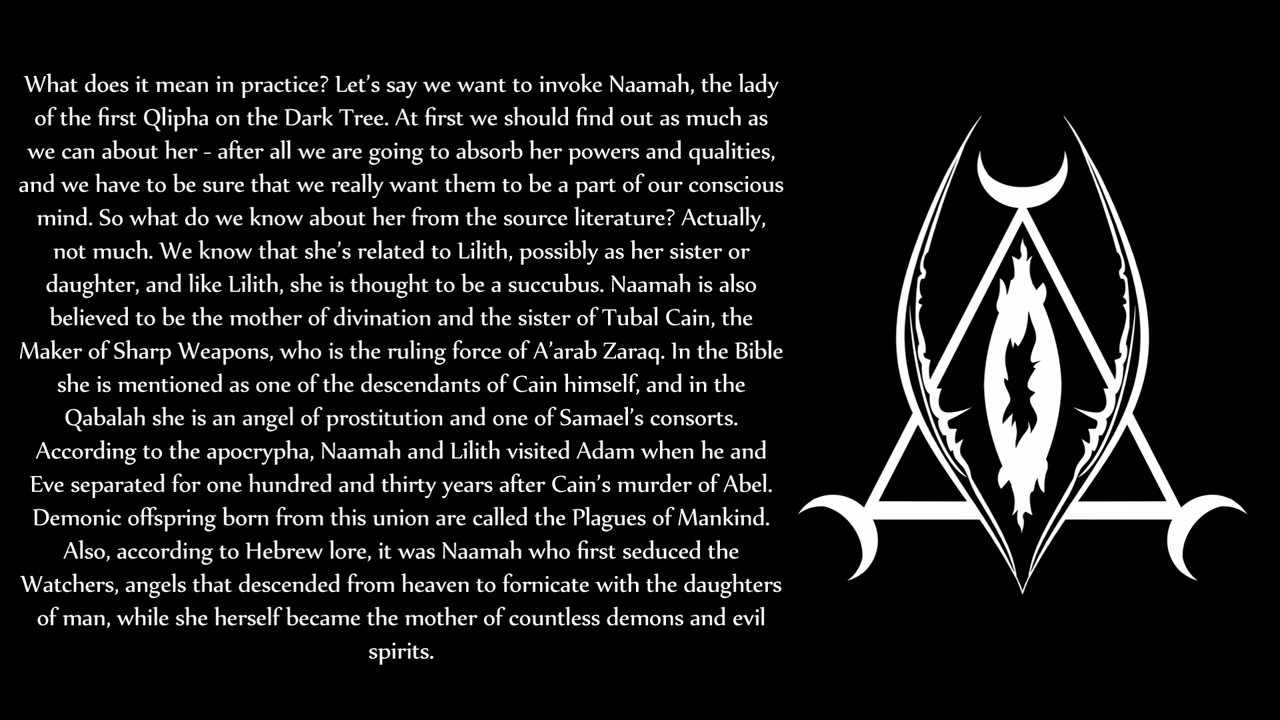 What does it mean in practice? Let's say we want to invoke Naamah, the lady
of the first Qlipha on the Dark Tree. At first we should find out as much as
we can about her - after all we are going to absorb her powers and qualities,
and we have to be sure that we really want them to be a part of our conscious
mind. So what do we know about her from the source literature? Actually,
not much. We know that she's related to Lilith, possibly as her sister or
daughter, and like Lilith, she is thought to be a succubus. Naamah is also
believed to be the mother of divination and the sister of Tubal Cain, the
Maker of Sharp Weapons, who is the ruling force of A'arab Zaraq. In the Bible
she is mentioned as one of the descendants of Cain himself, and in the
Qabalah she is an angel of prostitution and one of Samael's consorts.
According to the apocrypha, Naamah and Lilith visited Adam when he and
Eve separated for one hundred and thirty years after Cain's murder of Abel.
Demonic offspring born from this union are called the Plagues of Mankind.
Also, according to Hebrew lore, it was Naamah who first seduced the
Watchers, angels that descended from heaven to fornicate with the daughters
of man, while she herself became the mother of countless demons and evil
spirits.